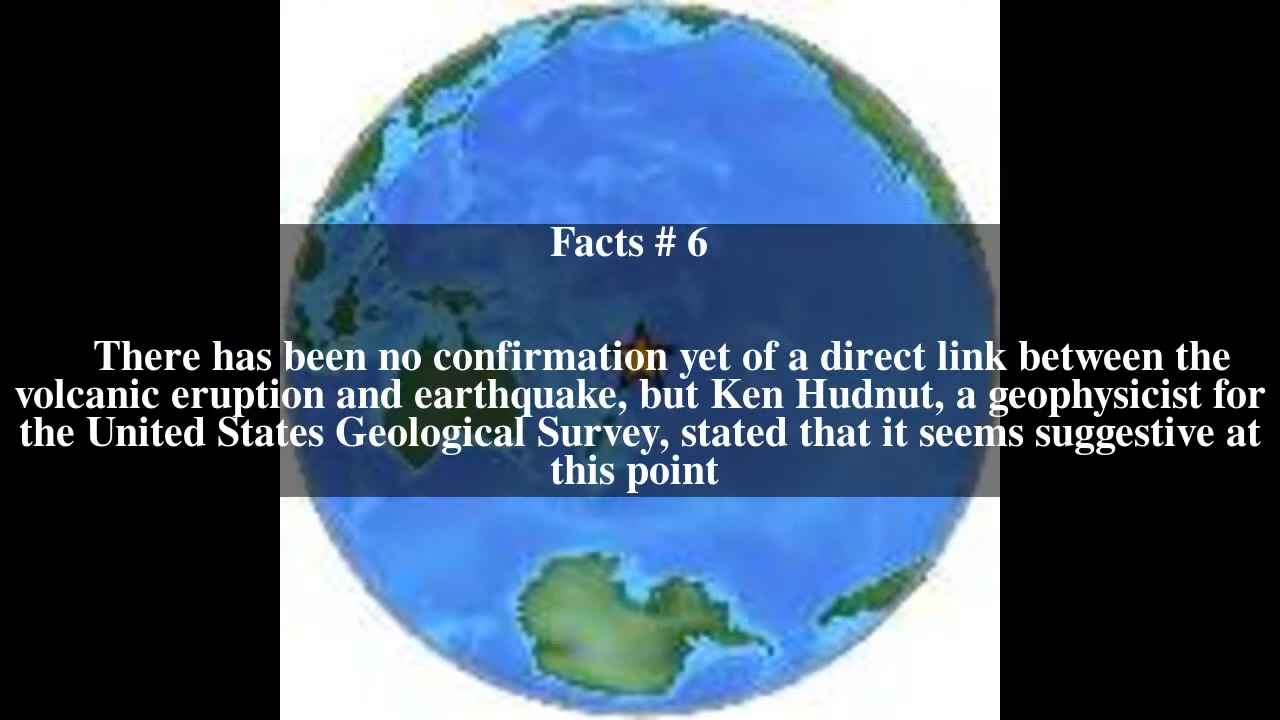 Facts # 6
There has been no confirmation yet of a direct link between the
volcanic eruption and earthquake, but Ken Hudnut, a geophysicist for
the United States Geological Survey, stated that it seems suggestive at
this point